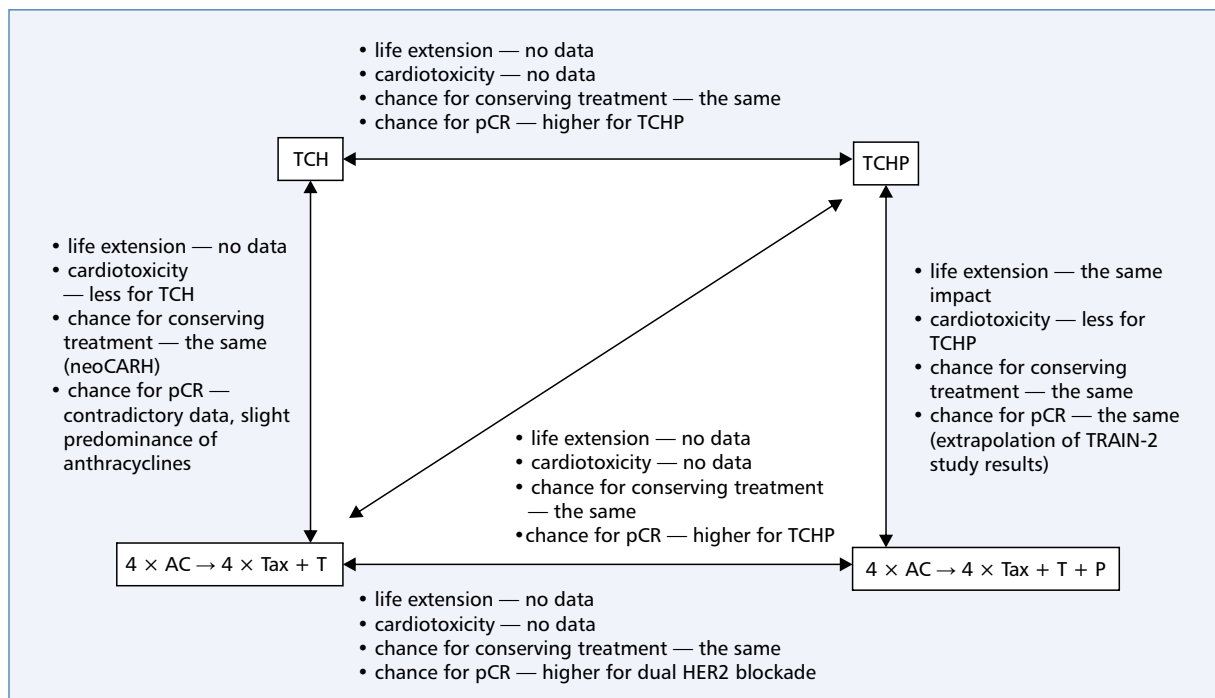 • life extension — no data
• cardiotoxicity — no data
• chance for conserving treatment — the same
• chance for pCR — higher for TCHP
TCH
TCHP
• life extension — no data
• cardiotoxicity
— less for TCH
• chance for conserving
treatment — the same
(neoCARH)
• chance for pCR —
contradictory data, slight
predominance of
anthracyclines
• life extension — the same
impact
• cardiotoxicity — less for
TCHP
• chance for conserving
treatment — the same
• chance for pCR — the same
(extrapolation of TRAIN-2
study results)
• life extension — no data
• cardiotoxicity — no data
• chance for conserving treatment
— the same
•chance for pCR — higher for TCHP
4 × AC → 4 × Tax + T
4 × AC → 4 × Tax + T + P
• life extension — no data
• cardiotoxicity — no data
• chance for conserving treatment — the same
• chance for pCR — higher for dual HER2 blockade